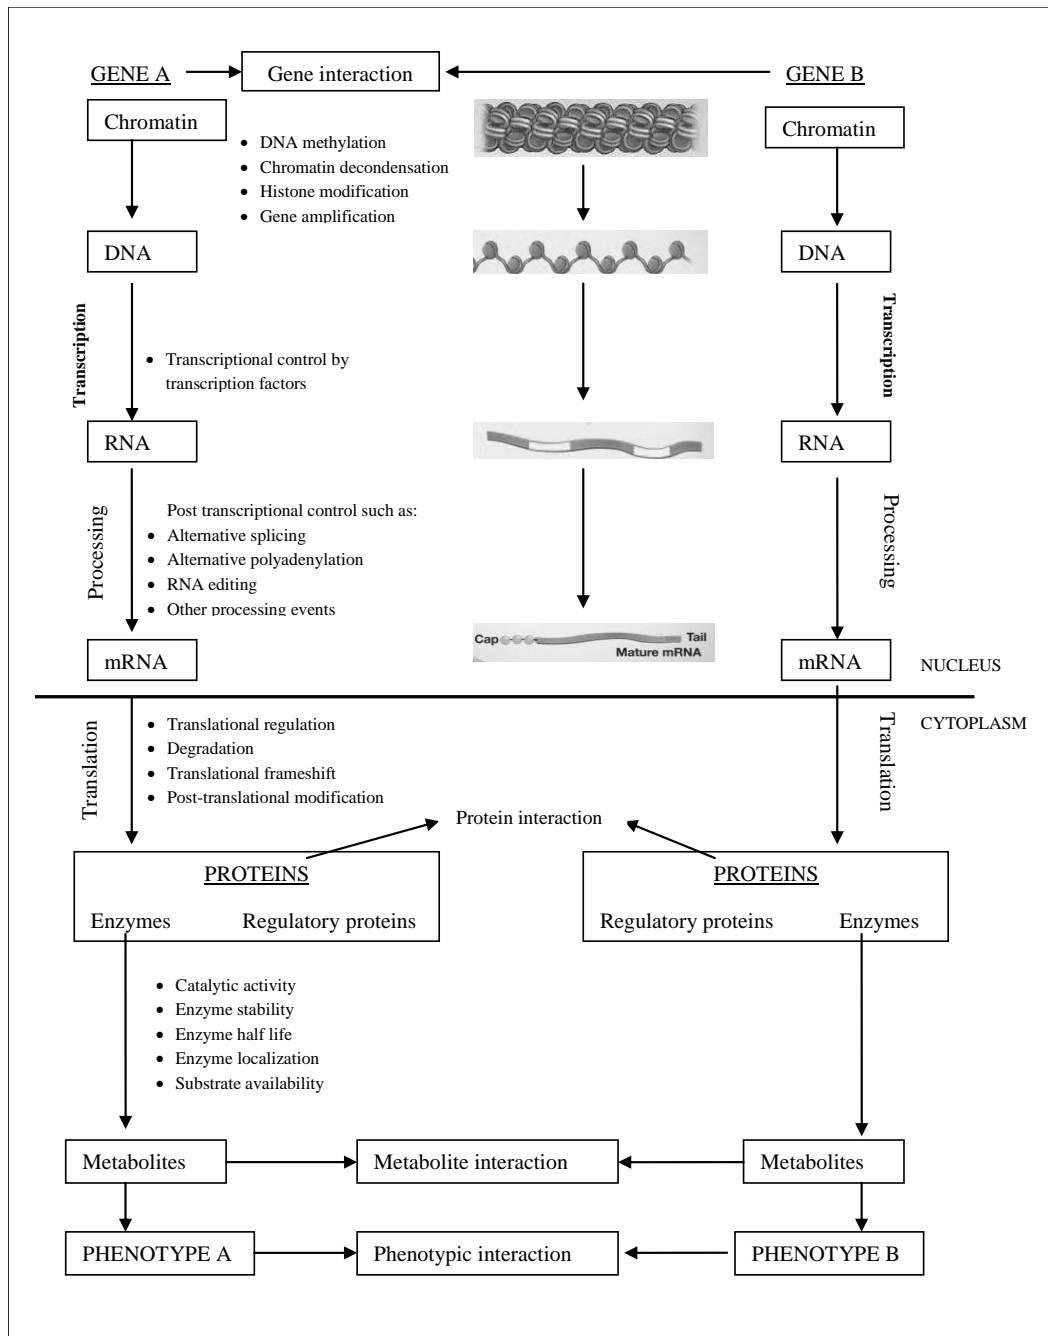 GENE A
Gene interaction
GENE B
Chromatin
Chromatin
• DNA methylation
• Chromatin decondensation
• Histone modification
• Gene amplification
DNA
DNA
Transcription
Transcription
• Transcriptional control by
transcription factors
RNA
RNA
Processing
Processing
Post transcriptional control such as:
• Alternative splicing
• Alternative polyadenylation
• RNA editing
• Other processing events
Cap
Tail
Mature mRNA
mRNA
mRNA
NUCLEUS
CYTOPLASM
Translation
Translation
• Translational regulation
• Degradation
• Translational frameshift
• Post-translational modification
Protein interaction
PROTEINS
Enzymes Regulatory proteins
PROTEINS
Regulatory proteins Enzymes
• Catalytic activity
• Enzyme stability
• Enzyme half life
• Enzyme localization
• Substrate availability
Metabolites
Metabolite interaction
Metabolites
PHENOTYPE A
Phenotypic interaction
PHENOTYPE B